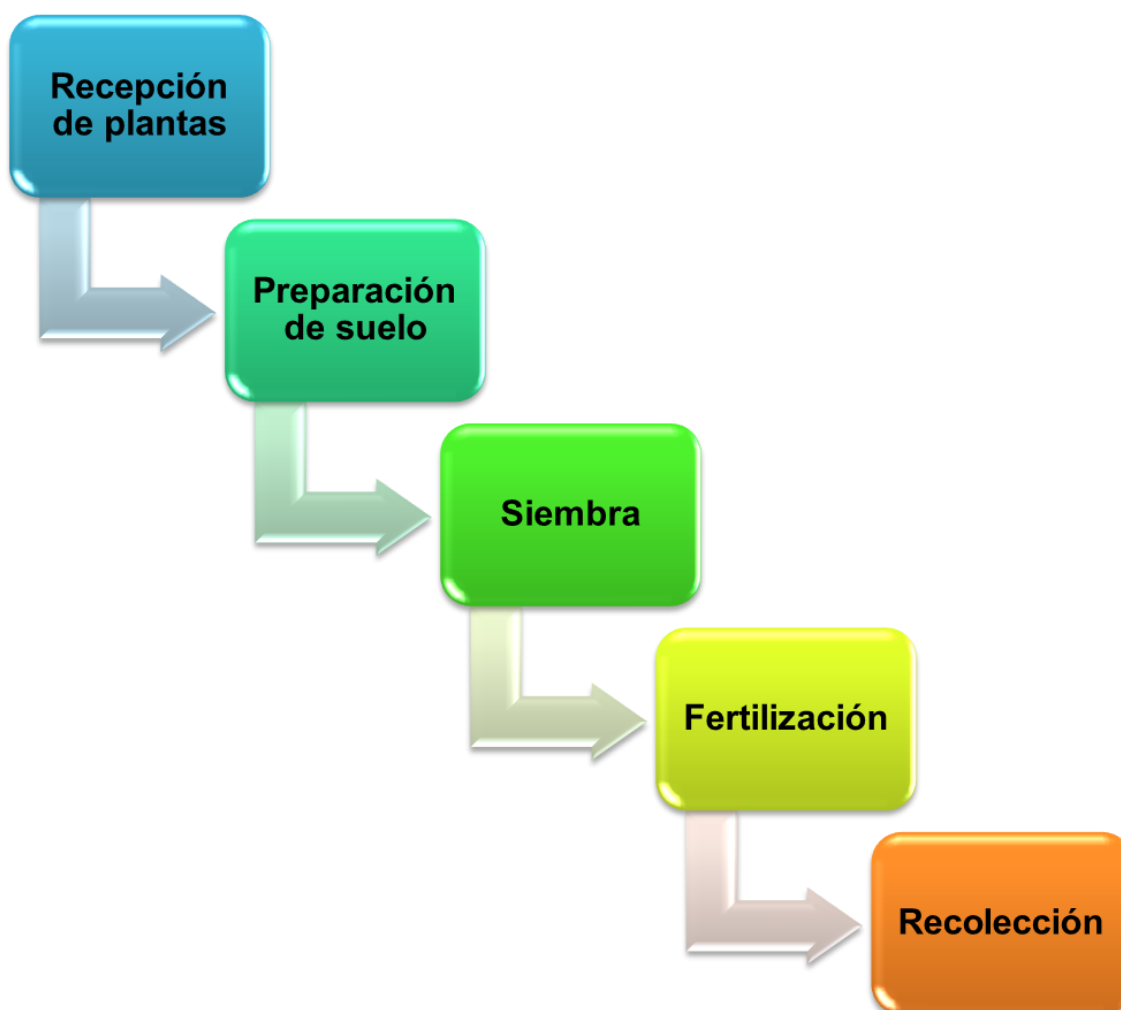 Recepción
de plantas
Preparación
de suelo
Siembra
Fertilización
Recolección